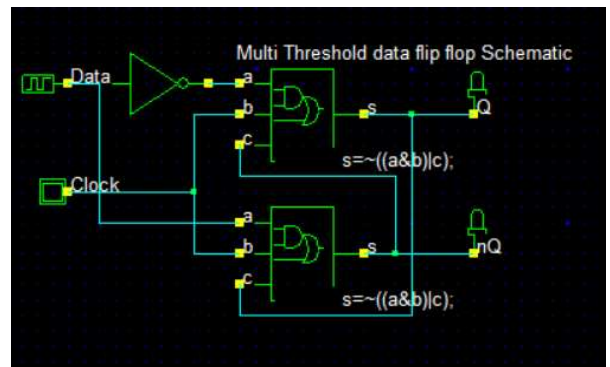 Multi Threshold data flip flop Schematic
Data
a
b
s
Q
c
s=~((a&b)|c);
Clock
a
b
s
nQ
c
s=~((a&b)|c);